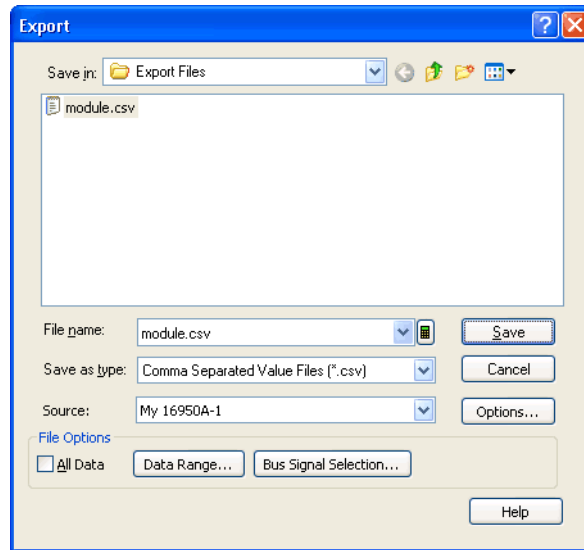 Export
Save in: Export Files
module.csv
File name: module.csv Save
Save as type: Comma Separated Value Files (*.csv) Cancel
Source: My 16950A-1 Options...
File Options
All Data Data Range... Bus Signal Selection...
Help